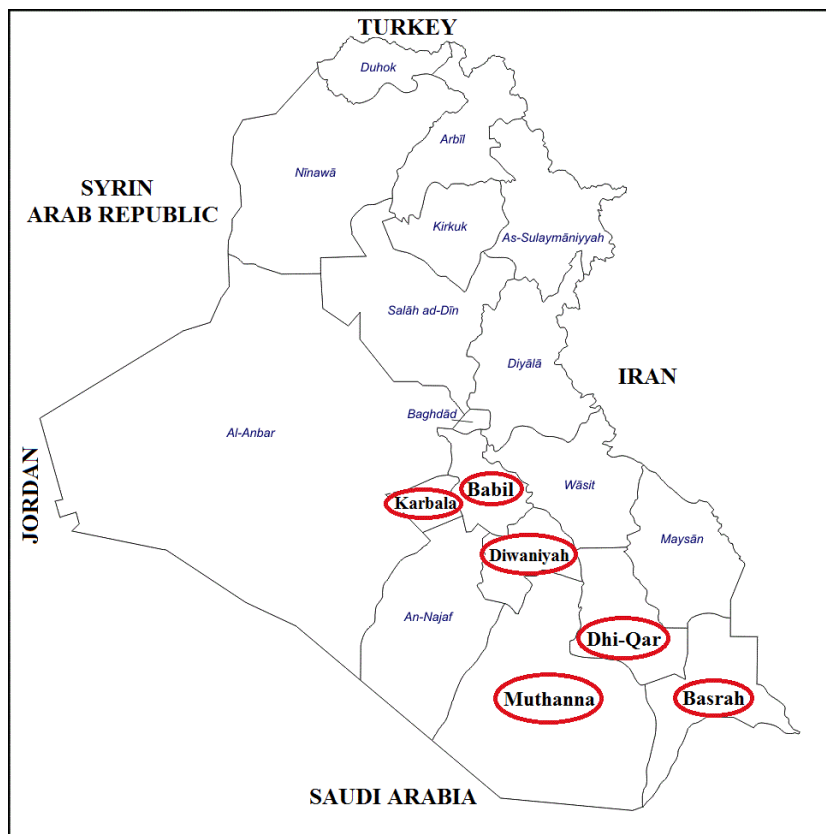 TURKEY
Duhok
Arbīl
Nīnawā
SYRIN
ARAB REPUBLIC
Kirkuk
As-Sulaymāniyyah
Salāh ad-Dīn
Diyālā
IRAN
Baghdād
Al-Anbar
JORDAN
Karbala
Babil
Wāsit
Diwaniyah
Maysān
An-Najaf
Dhi-Qar
Muthanna
Basrah
SAUDI ARABIA